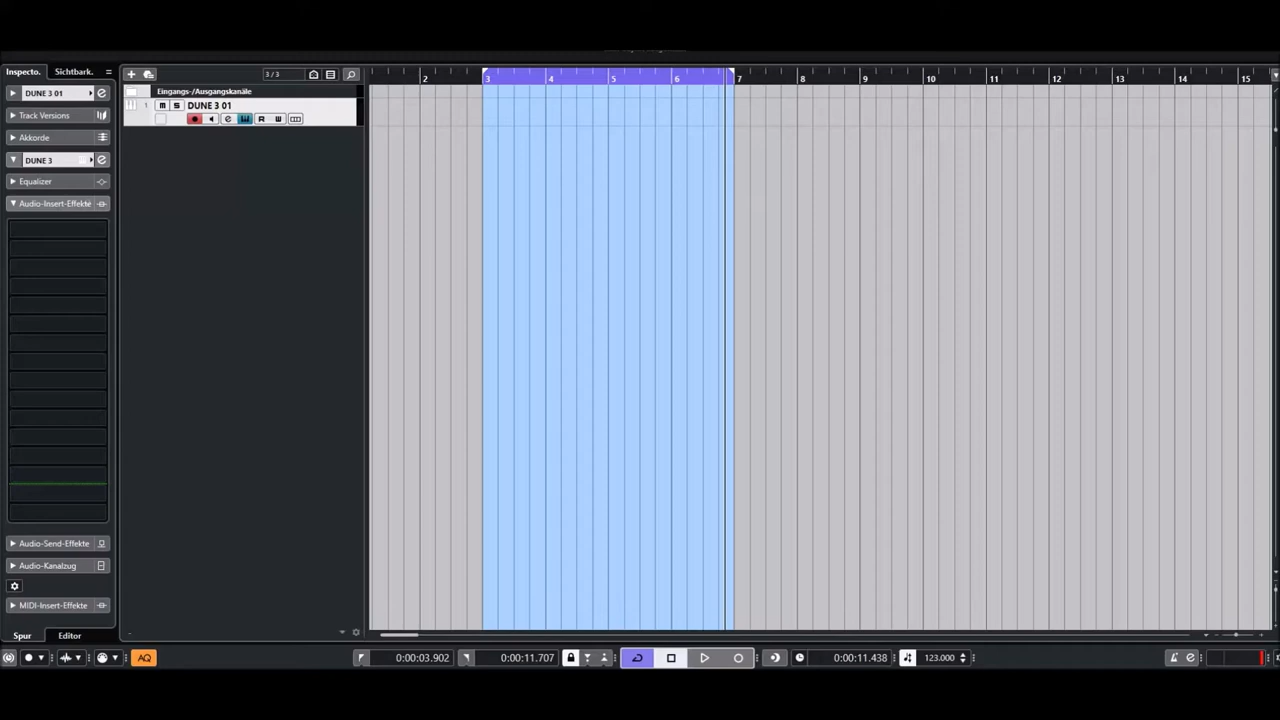 Inspecto. Sichtbark. 3 / 3 2 3 4 5 6 7 8 9 10 11 12 13 14 15
DUNE 3 01 Eingangs-/Ausgangskanäle
1 M S DUNE 3 01
Track Versions R W
Akkorde
DUNE 3
Equalizer
Audio-Insert-Effekte
Audio-Send-Effekte
Audio-Kanalzug
MIDI-Insert-Effekte
Spur Editor
AQ 0:00:03.902 0:00:11.707 0:00:11.438 123.000